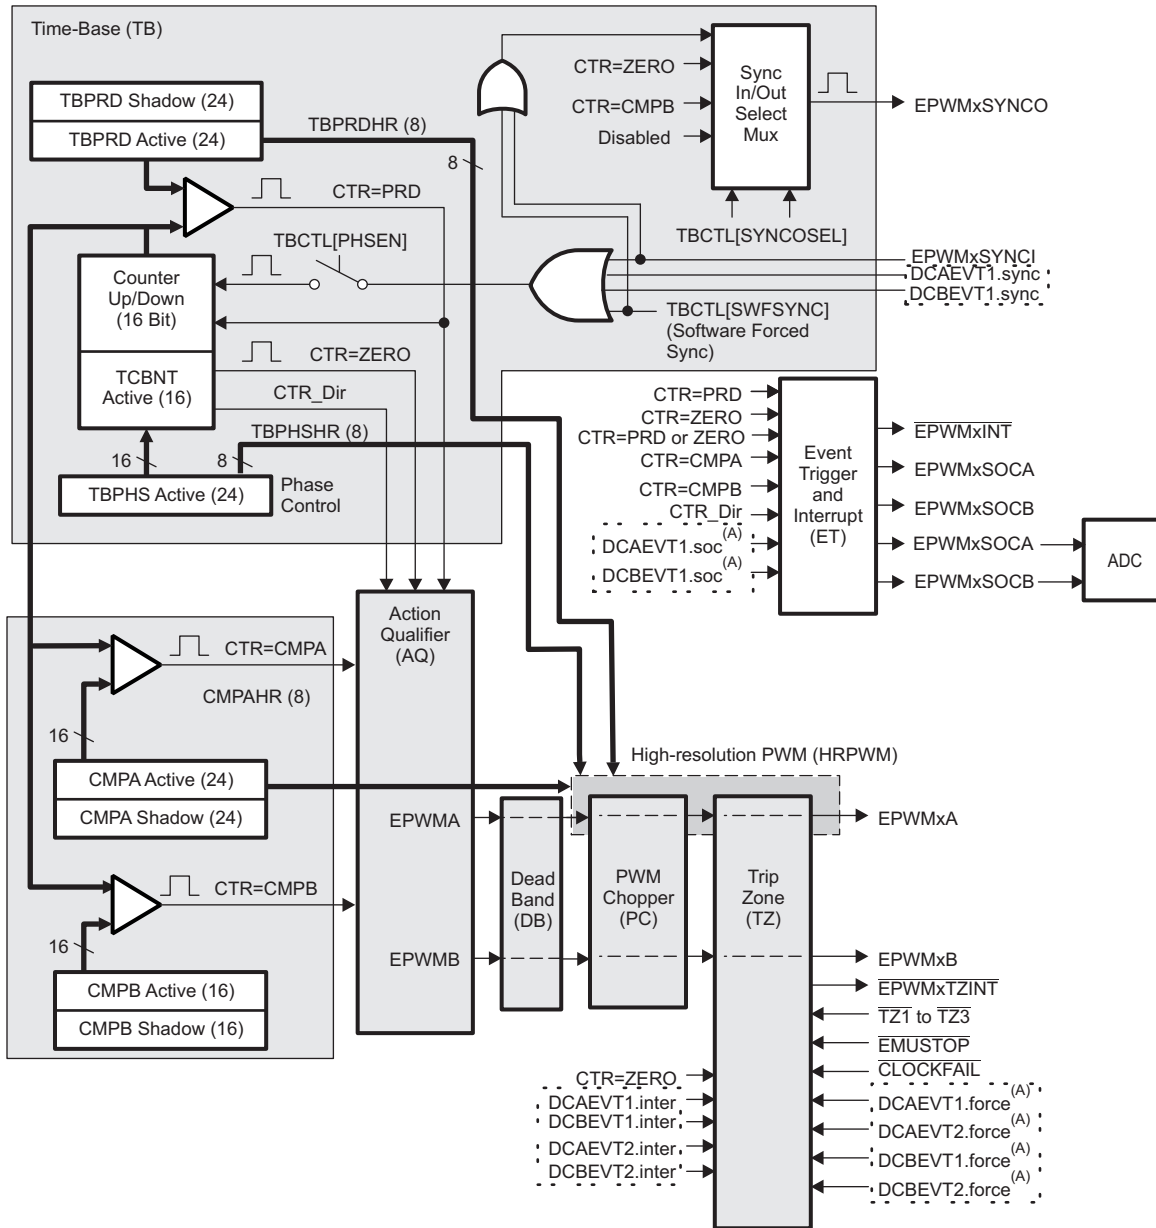 Time-Base (TB)
TBPRD Shadow (24)
TBPRD Active (24)
TBPRDHR (8)
8
CTR=PRD
TBCTL[PHSEN]
Counter
Up/Down
(16 Bit)
TCBNT
Active (16)
CTR=ZERO
CTR_Dir
TBPHSHR (8)
16
8
TBPHS Active (24)
Phase
Control
CTR=ZERO
CTR=CMPB
Disabled
Sync
In/Out
Select
Mux
EPWMxSYNCO
TBCTL[SYNCOSEL]
EPWMxSYNCI
DCAEVT1.sync
DCBEVT1.sync
TBCTL[SWFSYNC]
(Software Forced
Sync)
CTR=PRD
CTR=ZERO
CTR=PRD or ZERO
CTR=CMPA
CTR=CMPB
CTR_Dir
DCAEVT1.soc(A)
DCBEVT1.soc(A)
Event
Trigger
and
Interrupt
(ET)
EPWMxINT
EPWMxSOCA
EPWMxSOCB
EPWMxSOCA
EPWMxSOCB
ADC
Action
Qualifier
(AQ)
CTR=CMPA
CMPAHR (8)
16
CMPA Active (24)
CMPA Shadow (24)
CTR=CMPB
16
CMPB Active (16)
CMPB Shadow (16)
EPWMA
EPWMB
High-resolution PWM (HRPWM)
Dead
Band
(DB)
PWM
Chopper
(PC)
Trip
Zone
(TZ)
EPWMxA
EPWMxB
EPWMxTZINT
TZ1 to TZ3
EMUSTOP
CLOCKFAIL
DCAEVT1.force(A)
DCAEVT2.force(A)
DCBEVT1.force(A)
DCBEVT2.force(A)
CTR=ZERO
DCAEVT1.inter
DCBEVT1.inter
DCAEVT2.inter
DCBEVT2.inter